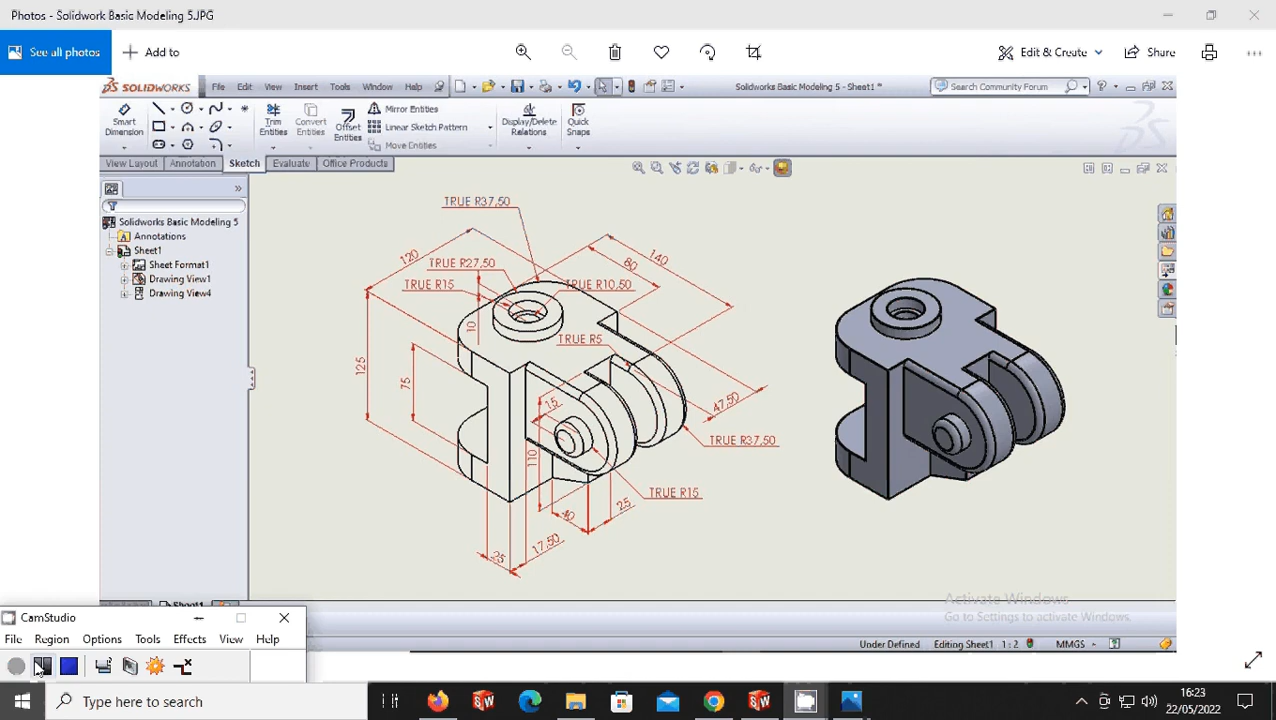 Photos - Solidwork Basic Modeling 5.JPG
See all photos
Add to
Edit & Create
Share
SOLIDWORKS
File
Edit
View
Insert
Tools
Window
Help
Solidworks Basic Modeling 5 - Sheet1 *
Search Community Forum
Smart Dimension
Trim Entities
Convert Entities
Offset Entities
Mirror Entities
Linear Sketch Pattern
Move Entities
Display/Delete Relations
Quick Snaps
View Layout
Annotation
Sketch
Evaluate
Office Products
Solidworks Basic Modeling 5
Annotations
Sheet1
Sheet Format1
Drawing View1
Drawing View4
TRUE R37,50
120
TRUE R27,50
TRUE R15
TRUE R10,50
80
140
10
TRUE R5
125
75
15
47,50
TRUE R37,50
110
TRUE R15
40
25
25
17,50
Sheet1
Activate Windows
Go to Settings to activate Windows.
Under Defined
Editing Sheet1
1 : 2
MMGS
CamStudio
File
Region
Options
Tools
Effects
View
Help
Type here to search
16:23
22/05/2022